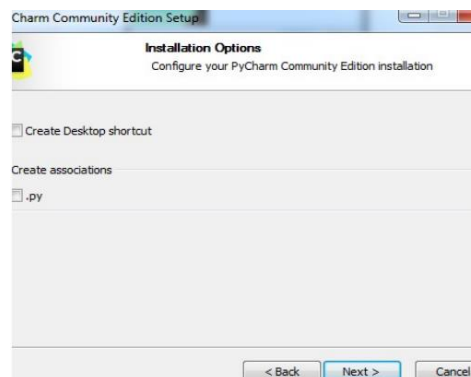 Charm Community Edition Setup
C
Installation Options
Configure your PyCharm Community Edition installation
Create Desktop shortcut
Create associations
.py
< Back Next > Cancel